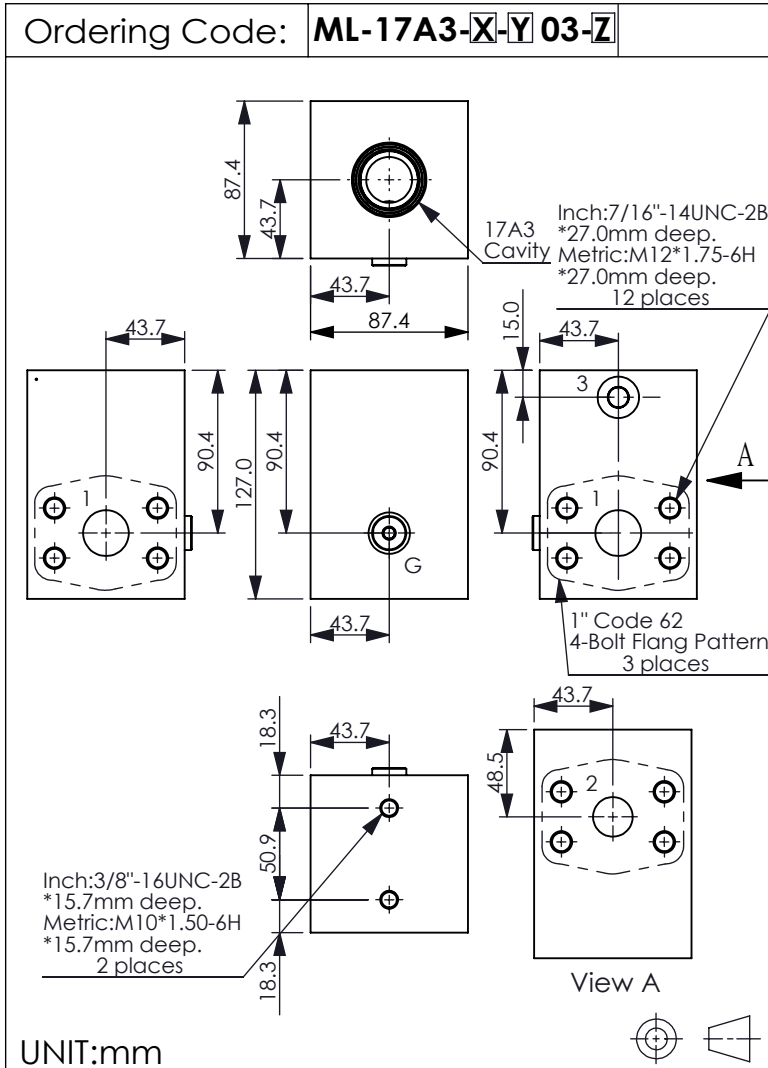 Ordering Code: ML-17A3-X-Y 03-Z
87.4
43.7
43.7
87.4
17A3
Cavity
Inch:7/16"-14UNC-2B
*27.0mm deep.
Metric:M12*1.75-6H
*27.0mm deep.
12 places
43.7
90.4
1
127.0
90.4
G
43.7
15.0
43.7
3
90.4
1
A
1" Code 62
4-Bolt Flang Pattern
3 places
18.3
43.7
50.9
18.3
Inch:3/8"-16UNC-2B
*15.7mm deep.
Metric:M10*1.50-6H
*15.7mm deep.
2 places
43.7
48.5
2
View A
UNIT:mm